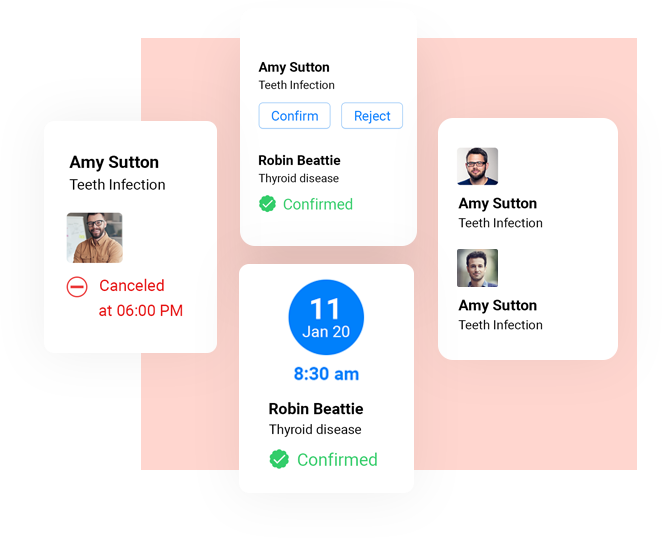 Amy Sutton
Teeth Infection
Canceled
at 06:00 PM
Amy Sutton
Teeth Infection
Confirm
Reject
Robin Beattie
Thyroid disease
Confirmed
11
Jan 20
8:30 am
Robin Beattie
Thyroid disease
Confirmed
Amy Sutton
Teeth Infection
Amy Sutton
Teeth Infection